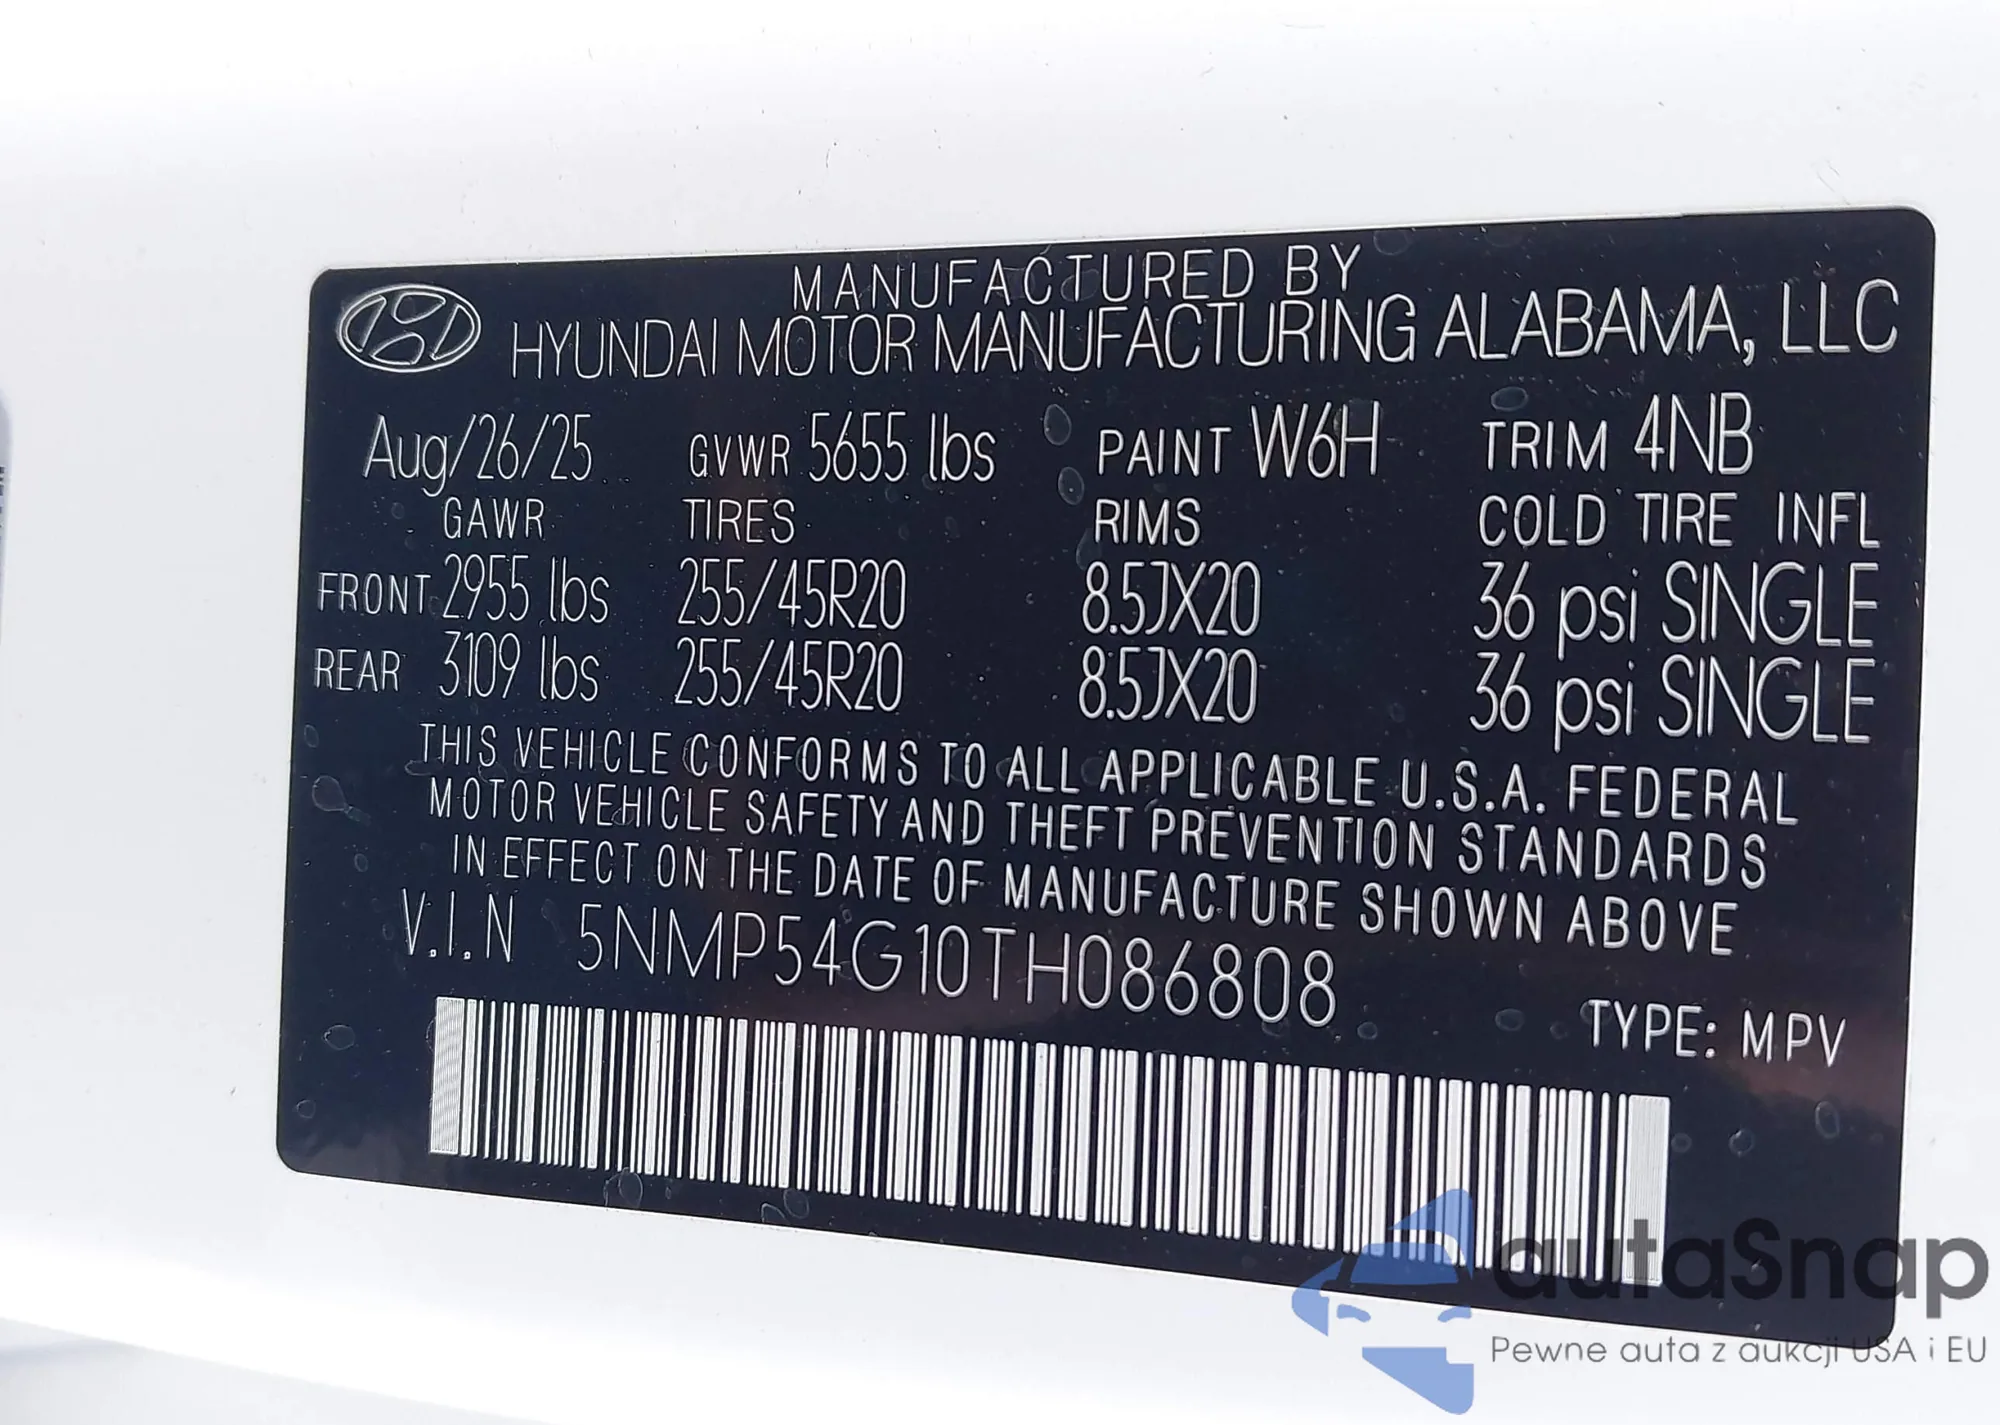 MANUFACTURED BY
HYUNDAI MOTOR MANUFACTURING ALABAMA, LLC
Aug/26/25 GVWR 5655 lbs PAINT W6H TRIM 4NB
GAWR TIRES RIMS COLD TIRE INFL
FRONT 2955 lbs 255/45R20 8.5JX20 36 psi SINGLE
REAR 3109 lbs 255/45R20 8.5JX20 36 psi SINGLE
THIS VEHICLE CONFORMS TO ALL APPLICABLE U.S.A. FEDERAL
MOTOR VEHICLE SAFETY AND THEFT PREVENTION STANDARDS
IN EFFECT ON THE DATE OF MANUFACTURE SHOWN ABOVE
V.I.N 5NMP54G10TH086808
TYPE: MPV
autaSnap
Pewne auta z aukcji USA i EU